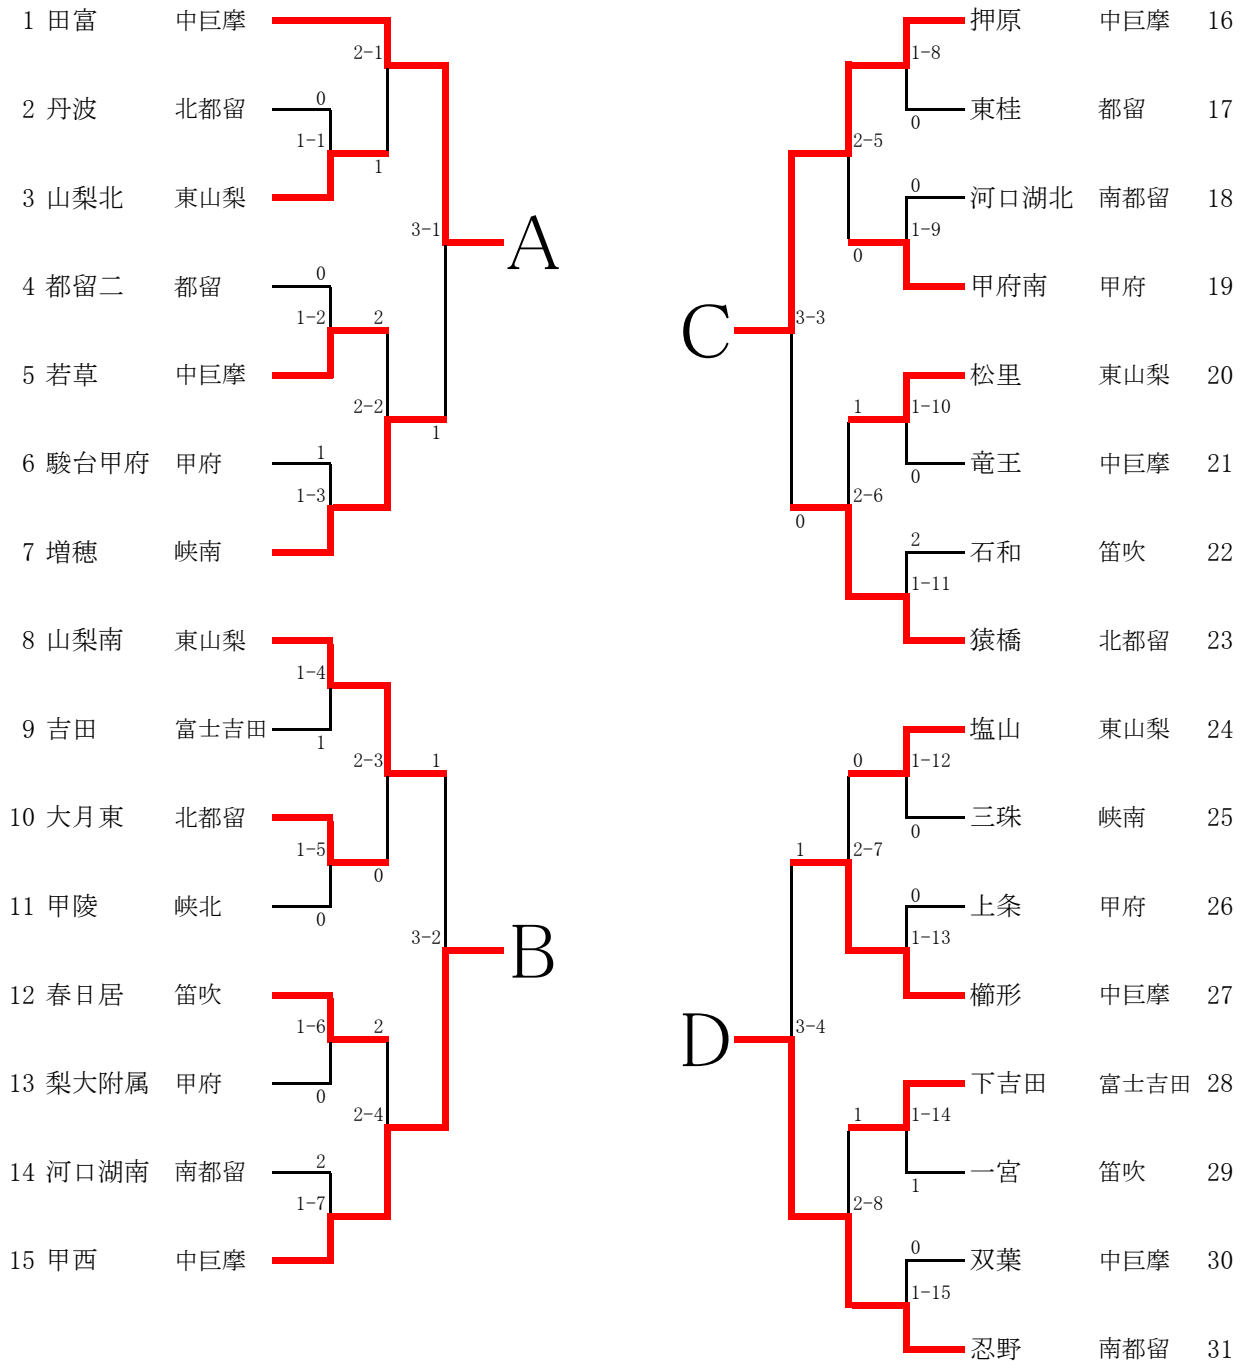 1 田富 中巨摩
2-1
2 丹波 北都留 0
1-1
1
3 山梨北 東山梨
3-1
A
4 都留二 都留 0
1-2 2
5 若草 中巨摩
2-2
1
6 駿台甲府 甲府 1
1-3
7 増穂 峡南
8 山梨南 東山梨
1-4
9 吉田 富士吉田
1
2-3 1
10 大月東 北都留
1-5
0
11 甲陵 峡北
0
3-2
B
12 春日居 笛吹
1-6 2
13 梨大附属 甲府
0
2-4
14 河口湖南 南都留 2
1-7
15 甲西 中巨摩
押原 中巨摩 16
1-8
東桂 都留 17
0
2-5
0
河口湖北 南都留 18
1-9
0
甲府南 甲府 19
C
3-3
松里 東山梨 20
1 1-10
竜王 中巨摩 21
0
2-6
0
2
石和 笛吹 22
1-11
猿橋 北都留 23
塩山 東山梨 24
0 1-12
三珠 峡南 25
0
1 2-7
0
上条 甲府 26
1-13
櫛形 中巨摩 27
D
3-4
下吉田 富士吉田 28
1 1-14
一宮 笛吹 29
1
2-8
0
双葉 中巨摩 30
1-15
忍野 南都留 31